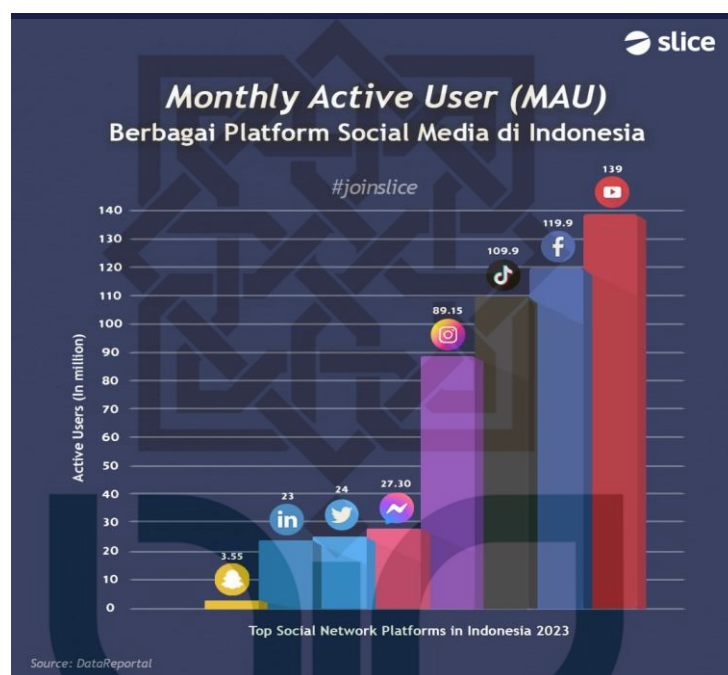 slice
Monthly Active User (MAU)
Berbagai Platform Social Media di Indonesia
#joinslice
139
119.9
109.9
89.15
27.30
24
23
3.55
140
130
120
110
100
90
80
70
60
50
40
30
20
10
0
Active Users (In million)
in
f
Top Social Network Platforms in Indonesia 2023
Source: DataReportal